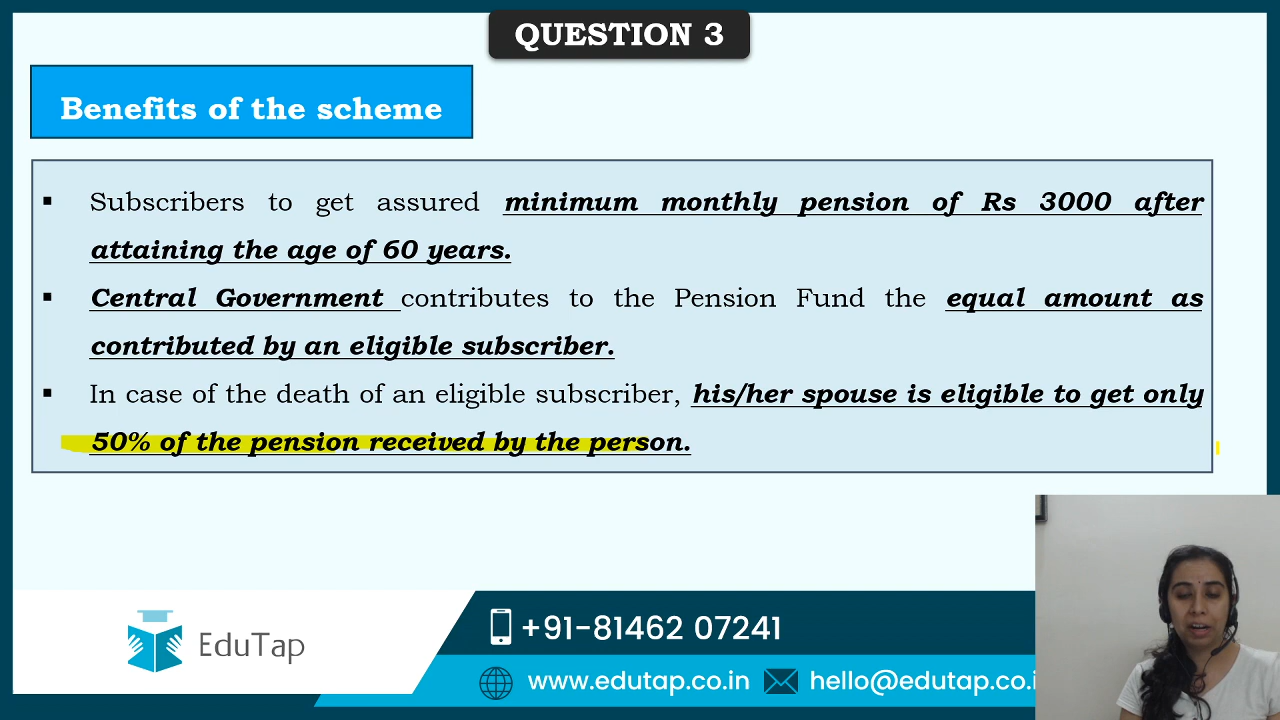 QUESTION 3
Benefits of the scheme
▪ Subscribers to get assured minimum monthly pension of Rs 3000 after
attaining the age of 60 years.
▪ Central Government contributes to the Pension Fund the equal amount as
contributed by an eligible subscriber.
▪ In case of the death of an eligible subscriber, his/her spouse is eligible to get only
50% of the pension received by the person.
EduTap
+91-81462 07241
www.edutap.co.in hello@edutap.co.i